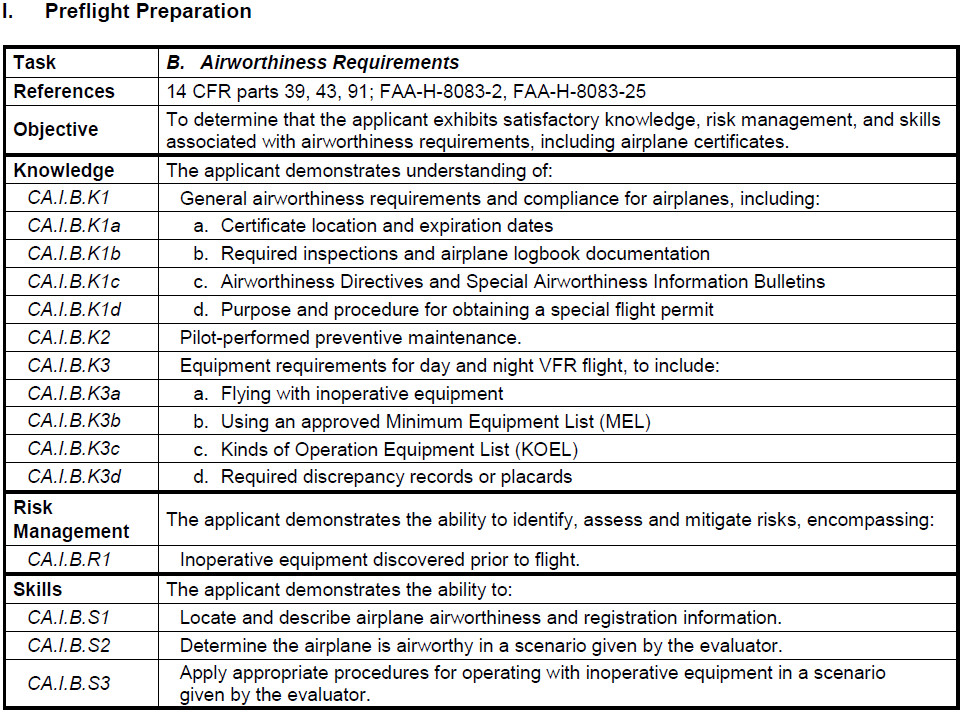 I. Preflight Preparation
Task B. Airworthiness Requirements
References 14 CFR parts 39, 43, 91; FAA-H-8083-2, FAA-H-8083-25
Objective To determine that the applicant exhibits satisfactory knowledge, risk management, and skills
associated with airworthiness requirements, including airplane certificates.
Knowledge The applicant demonstrates understanding of:
CA.I.B.K1 General airworthiness requirements and compliance for airplanes, including:
CA.I.B.K1a a. Certificate location and expiration dates
CA.I.B.K1b b. Required inspections and airplane logbook documentation
CA.I.B.K1c c. Airworthiness Directives and Special Airworthiness Information Bulletins
CA.I.B.K1d d. Purpose and procedure for obtaining a special flight permit
CA.I.B.K2 Pilot-performed preventive maintenance.
CA.I.B.K3 Equipment requirements for day and night VFR flight, to include:
CA.I.B.K3a a. Flying with inoperative equipment
CA.I.B.K3b b. Using an approved Minimum Equipment List (MEL)
CA.I.B.K3c c. Kinds of Operation Equipment List (KOEL)
CA.I.B.K3d d. Required discrepancy records or placards
Risk
Management The applicant demonstrates the ability to identify, assess and mitigate risks, encompassing:
CA.I.B.R1 Inoperative equipment discovered prior to flight.
Skills The applicant demonstrates the ability to:
CA.I.B.S1 Locate and describe airplane airworthiness and registration information.
CA.I.B.S2 Determine the airplane is airworthy in a scenario given by the evaluator.
CA.I.B.S3 Apply appropriate procedures for operating with inoperative equipment in a scenario
given by the evaluator.